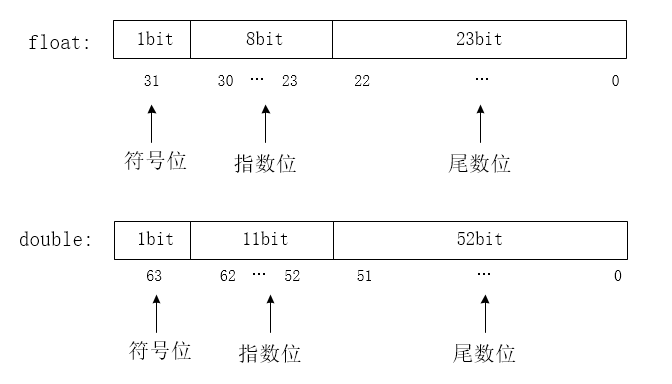 float: 1bit 8bit 23bit
31 30 … 23 22 … 0
符号位 指数位 尾数位
double: 1bit 11bit 52bit
63 62 … 52 51 … 0
符号位 指数位 尾数位